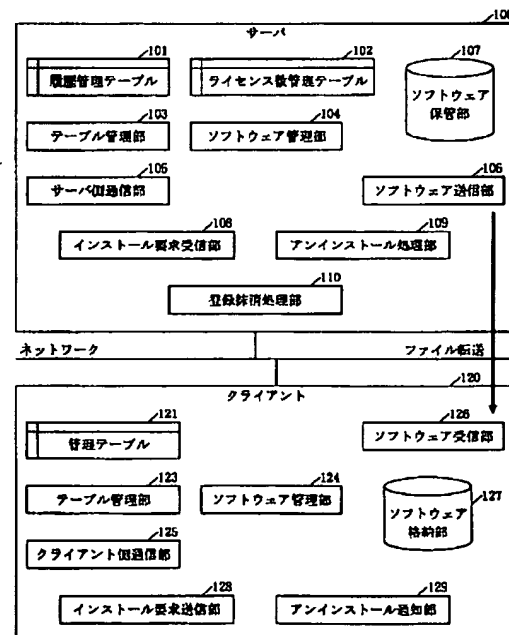 100
サーバ
101
履歴管理テーブル
102
ライセンス数管理テーブル
107
ソフトウェア
保管部
103
テーブル管理部
104
ソフトウェア管理部
105
サーバ側通信部
106
ソフトウェア送信部
108
インストール要求受信部
109
アンインストール処理部
110
登録抹消処理部
ネットワーク
ファイル転送
120
クライアント
121
管理テーブル
126
ソフトウェア受信部
123
テーブル管理部
124
ソフトウェア管理部
127
ソフトウェア
格納部
125
クライアント側通信部
128
インストール要求送信部
129
アンインストール通知部